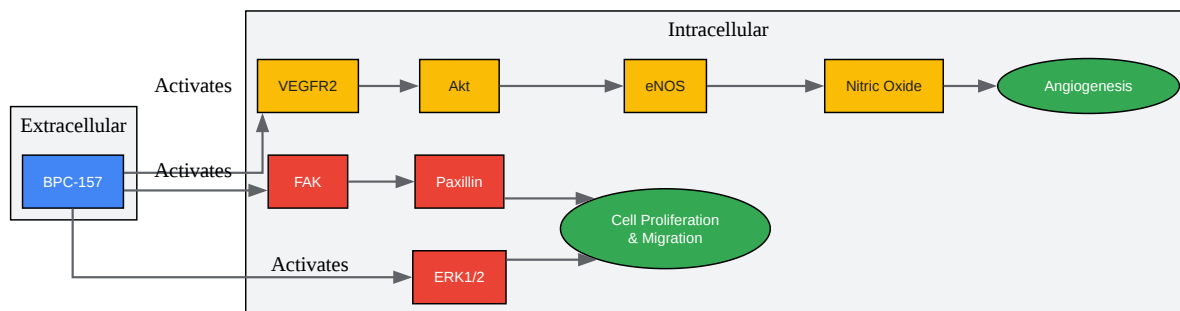 Intracellular
Activates
VEGFR2
Akt
eNOS
Nitric Oxide
Angiogenesis
Extracellular
BPC-157
Activates
FAK
Paxillin
Cell Proliferation
& Migration
Activates
ERK1/2